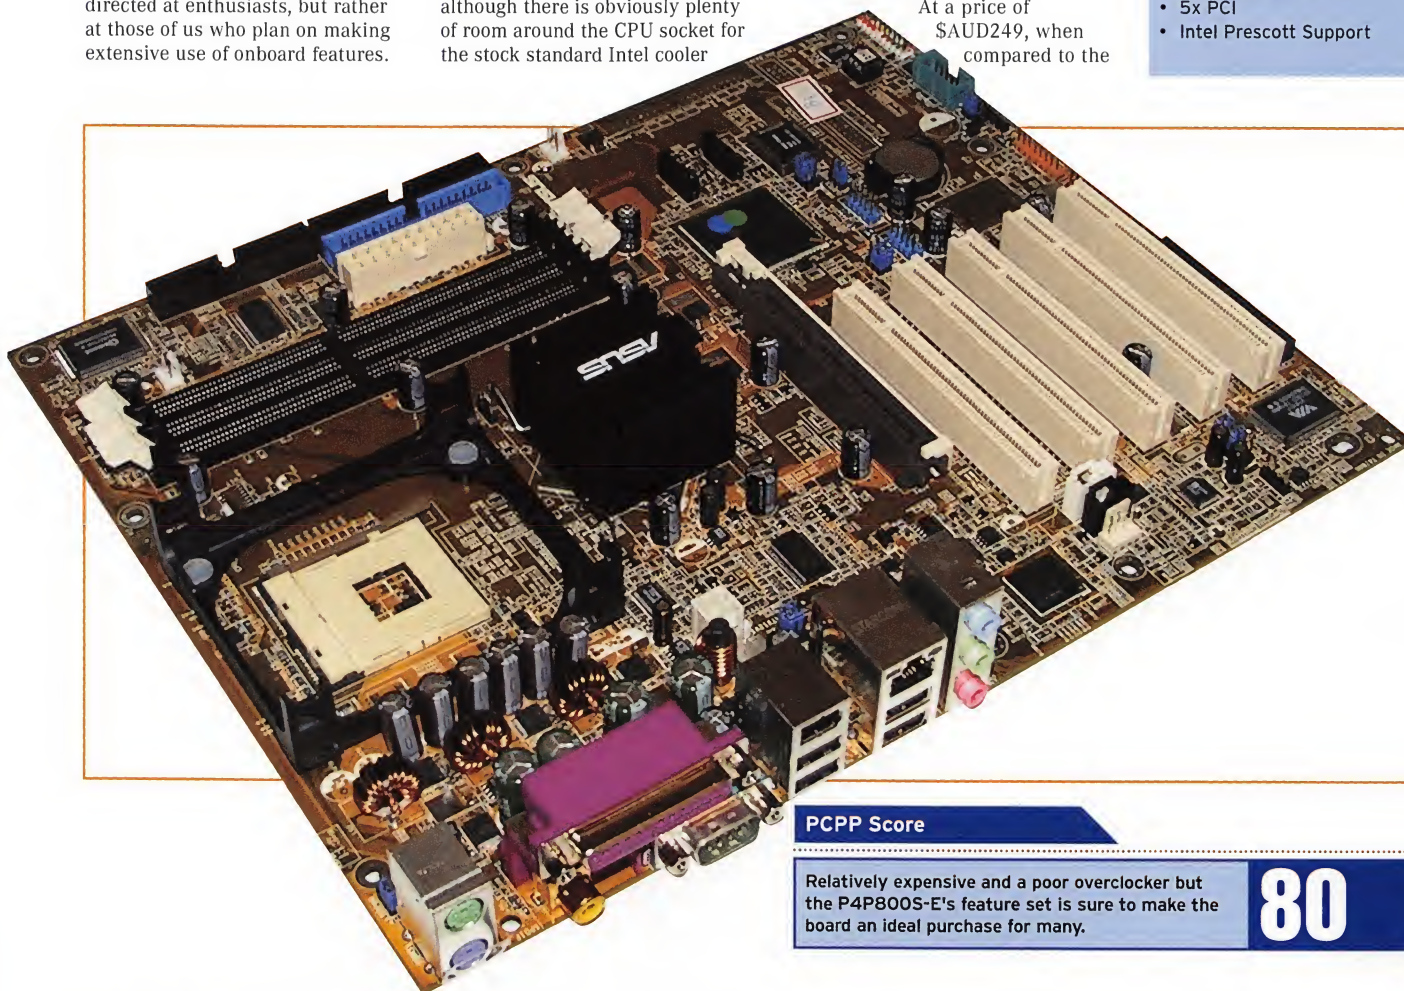 directed at enthusiasts, but rather
at those of us who plan on making
extensive use of onboard features.
although there is obviously plenty
of room around the CPU socket for
the stock standard Intel cooler
At a price of
$AUD249, when
compared to the
• 5x PCI
• Intel Prescott Support
ASUS
VIA
PCPP Score
Relatively expensive and a poor overclocker but
the P4P800S-E's feature set is sure to make the
board an ideal purchase for many.
80